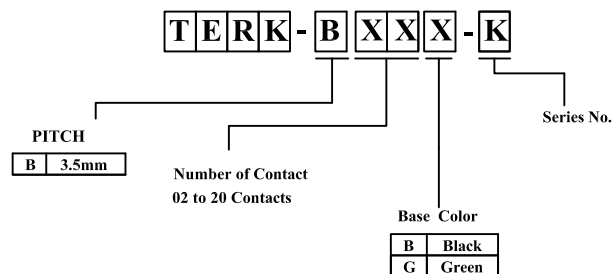 TERK-BXXX-K
Series No.
PITCH
B 3.5mm
Number of Contact
02 to 20 Contacts
Base Color
B Black
G Green